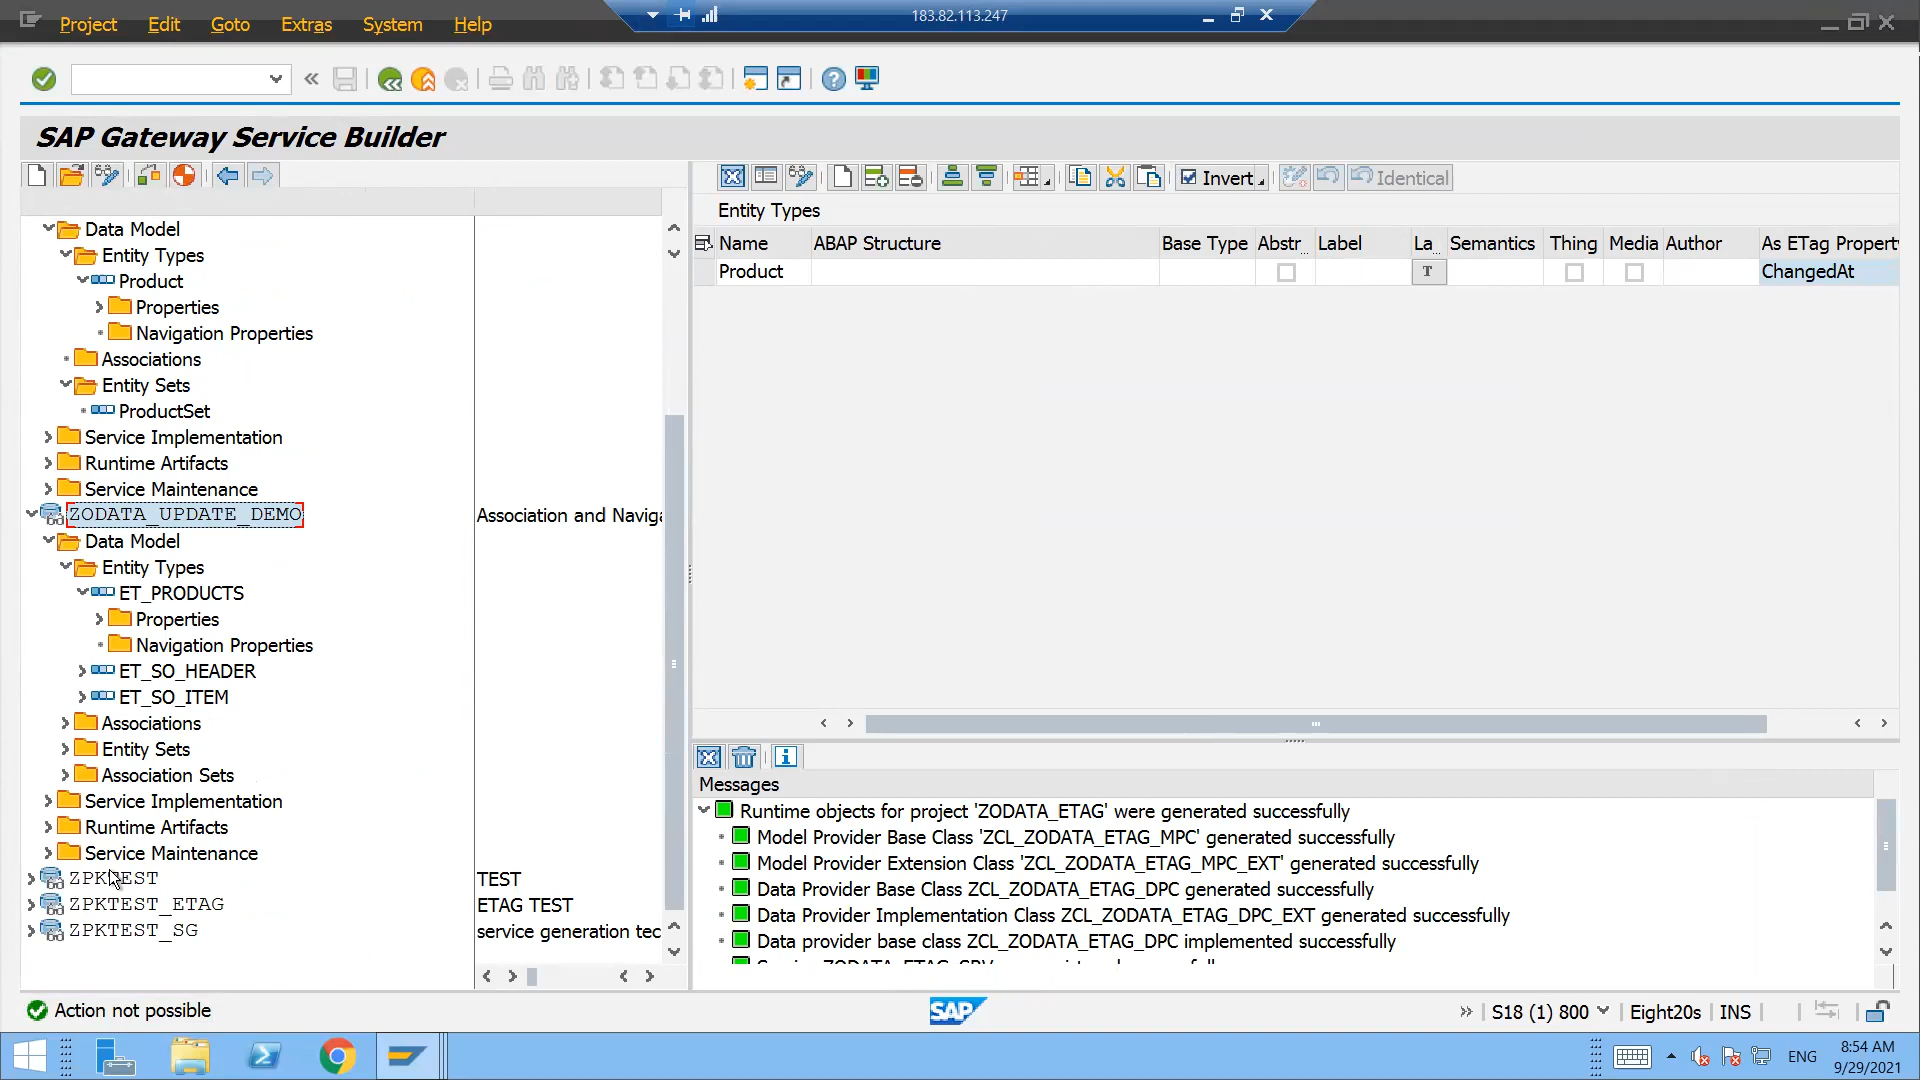 183.82.113.247
Project Edit Goto Extras System Help
SAP Gateway Service Builder
Invert
Identical
Data Model
Entity Types
Product
Properties
Navigation Properties
Associations
Entity Sets
ProductSet
Service Implementation
Runtime Artifacts
Service Maintenance
ZODATA_UPDATE_DEMO
Association and Naviga
Data Model
Entity Types
ET_PRODUCTS
Properties
Navigation Properties
ET_SO_HEADER
ET_SO_ITEM
Associations
Entity Sets
Association Sets
Service Implementation
Runtime Artifacts
Service Maintenance
ZPKTEST TEST
ZPKTEST_ETAG ETAG TEST
ZPKTEST_SG service generation tec
Entity Types
Name ABAP Structure Base Type Abstr... Label La... Semantics Thing Media Author As ETag Property
Product T ChangedAt
Messages
Runtime objects for project 'ZODATA_ETAG' were generated successfully
Model Provider Base Class 'ZCL_ZODATA_ETAG_MPC' generated successfully
Model Provider Extension Class 'ZCL_ZODATA_ETAG_MPC_EXT' generated successfully
Data Provider Base Class ZCL_ZODATA_ETAG_DPC generated successfully
Data Provider Implementation Class ZCL_ZODATA_ETAG_DPC_EXT generated successfully
Data provider base class ZCL_ZODATA_ETAG_DPC implemented successfully
Action not possible
SAP
S18 (1) 800 Eight20s INS
ENG
8:54 AM
9/29/2021